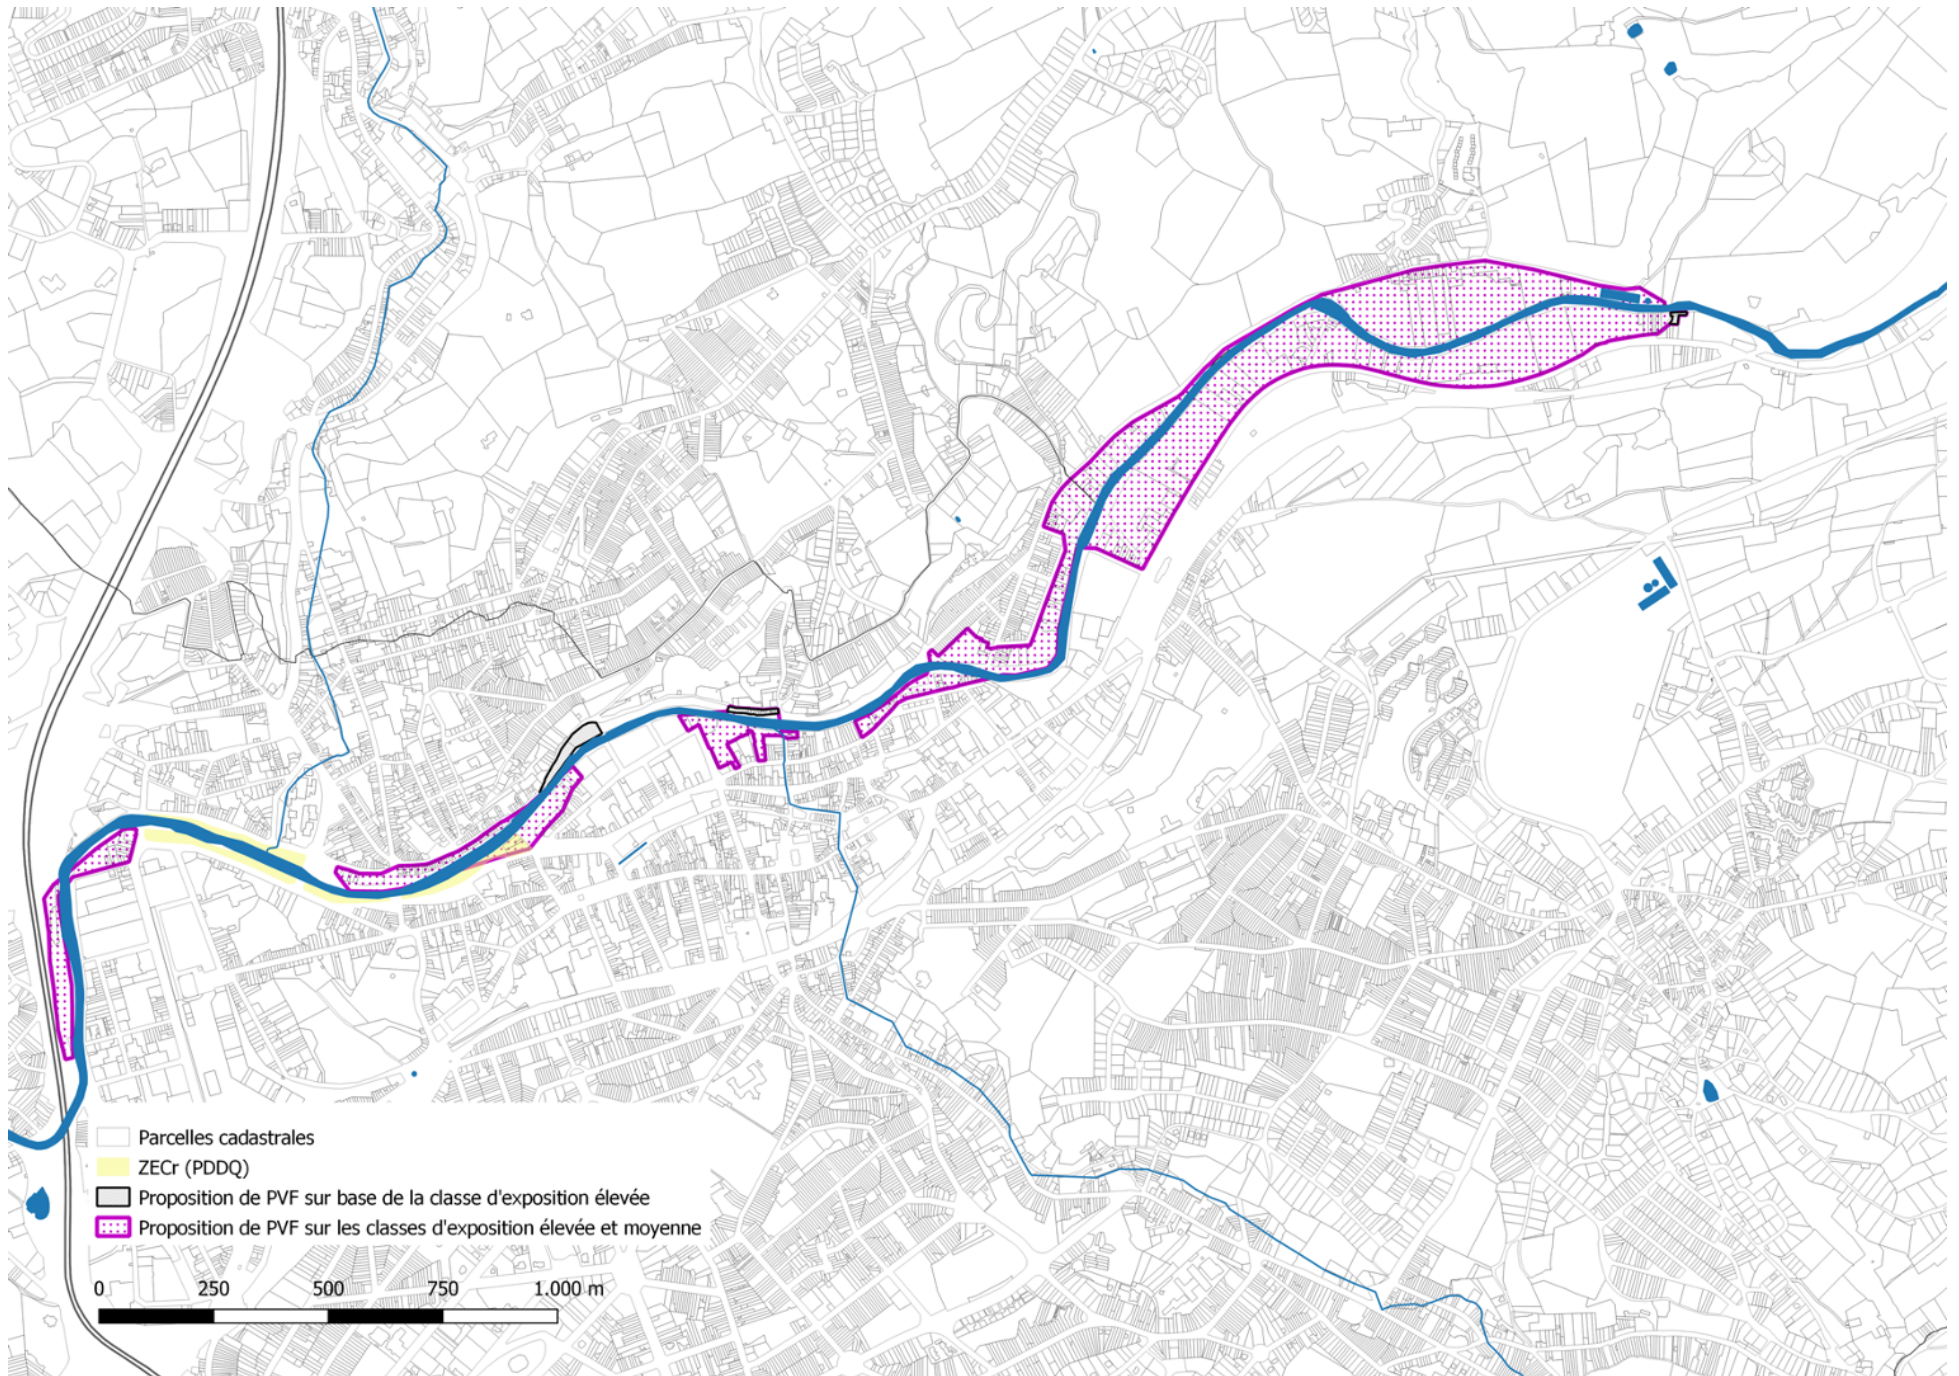 Parcelles cadastrales
ZECr (PDDQ)
Proposition de PVF sur base de la classe d'exposition élevée
Proposition de PVF sur les classes d'exposition élevée et moyenne
0 250 500 750 1.000 m